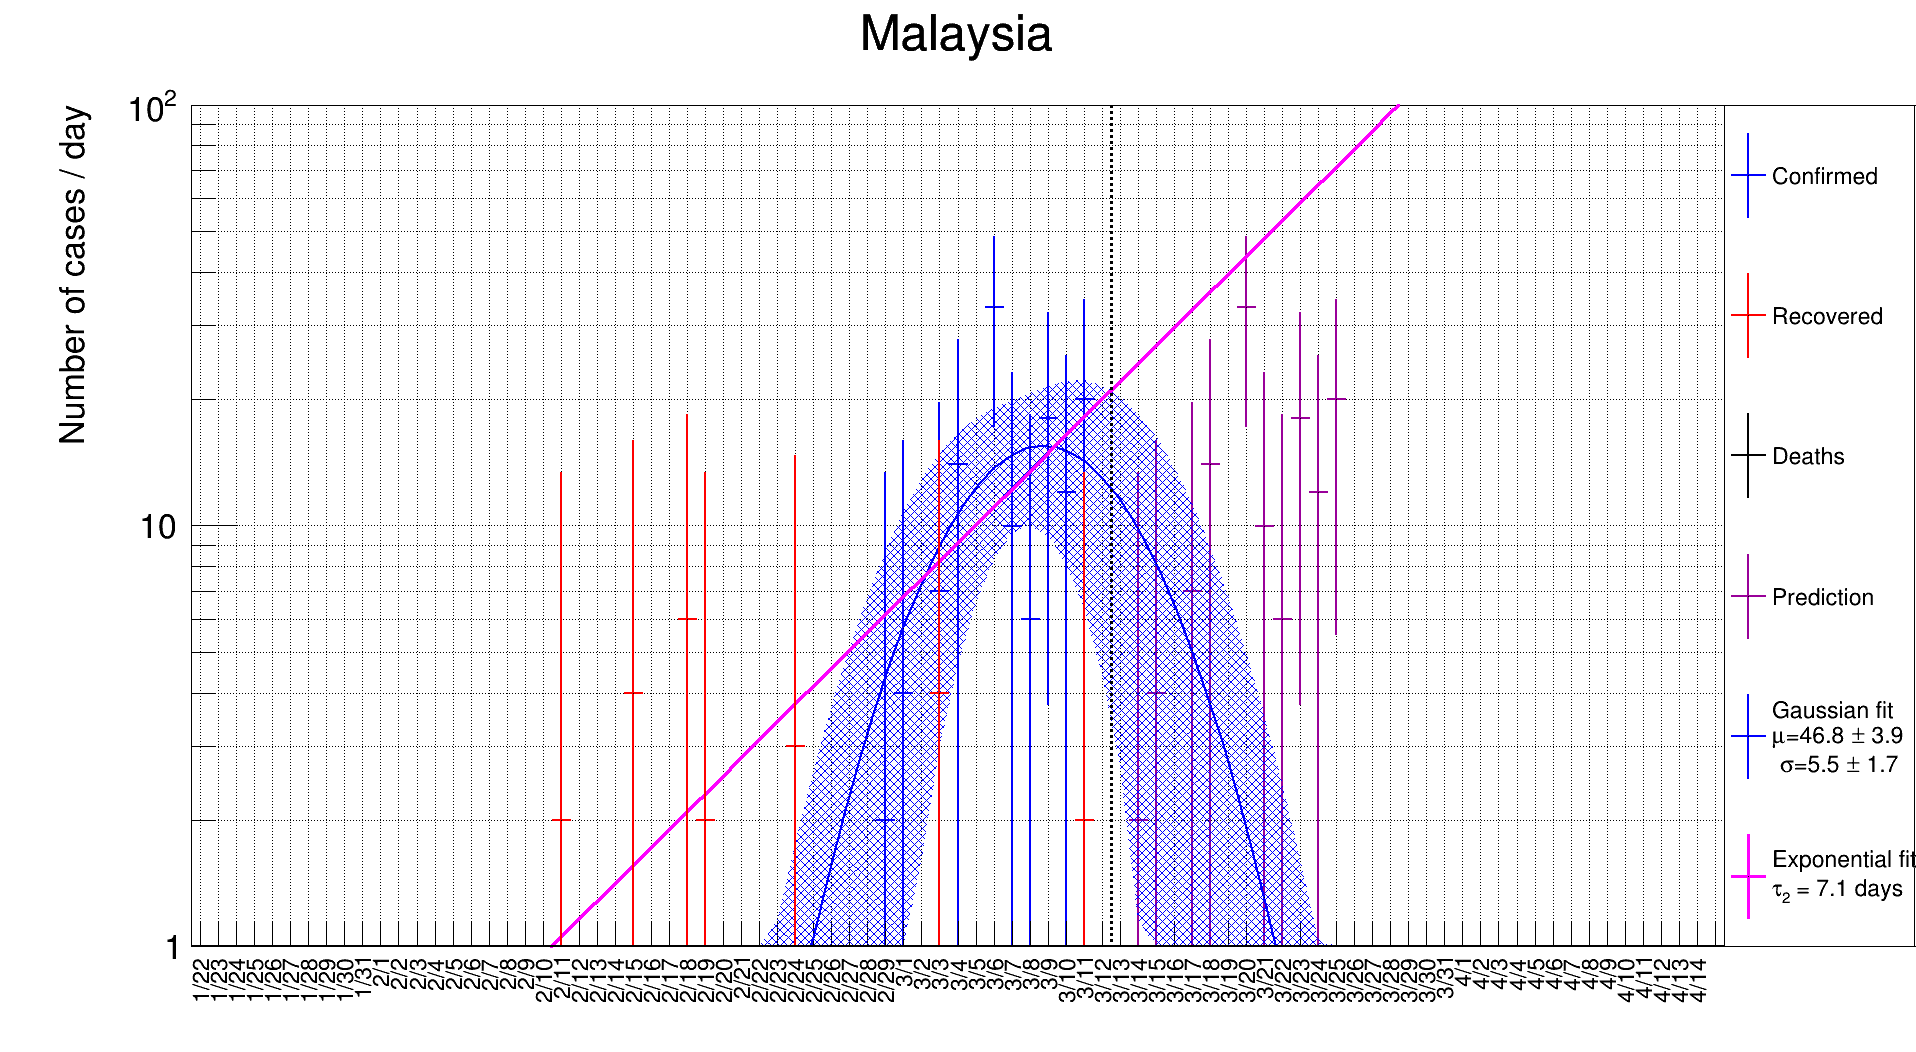 Malaysia
Number of cases / day
10²
10
1
1/22 1/23 1/24 1/25 1/26 1/27 1/28 1/29 1/30 1/31 2/1 2/2 2/3 2/4 2/5 2/6 2/7 2/8 2/9 2/10 2/11 2/12 2/13 2/14 2/15 2/16 2/17 2/18 2/19 2/20 2/21 2/22 2/23 2/24 2/25 2/26 2/27 2/28 2/29 3/1 3/2 3/3 3/4 3/5 3/6 3/7 3/8 3/9 3/10 3/11 3/12 3/13 3/14 3/15 3/16 3/17 3/18 3/19 3/20 3/21 3/22 3/23 3/24 3/25 3/26 3/27 3/28 3/29 3/30 3/31 4/1 4/2 4/3 4/4 4/5 4/6 4/7 4/8 4/9 4/10 4/11 4/12 4/13 4/14
Confirmed
Recovered
Deaths
Prediction
Gaussian fit
μ=46.8 ± 3.9
σ=5.5 ± 1.7
Exponential fit
τ₂ = 7.1 days